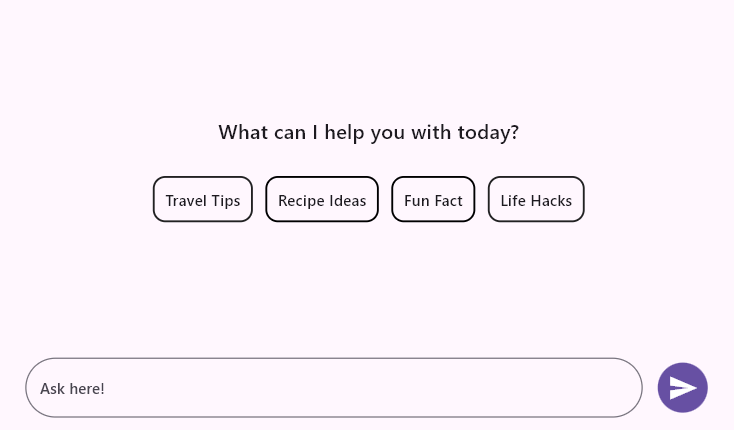 What can I help you with today?
Travel Tips
Recipe Ideas
Fun Fact
Life Hacks
Ask here!